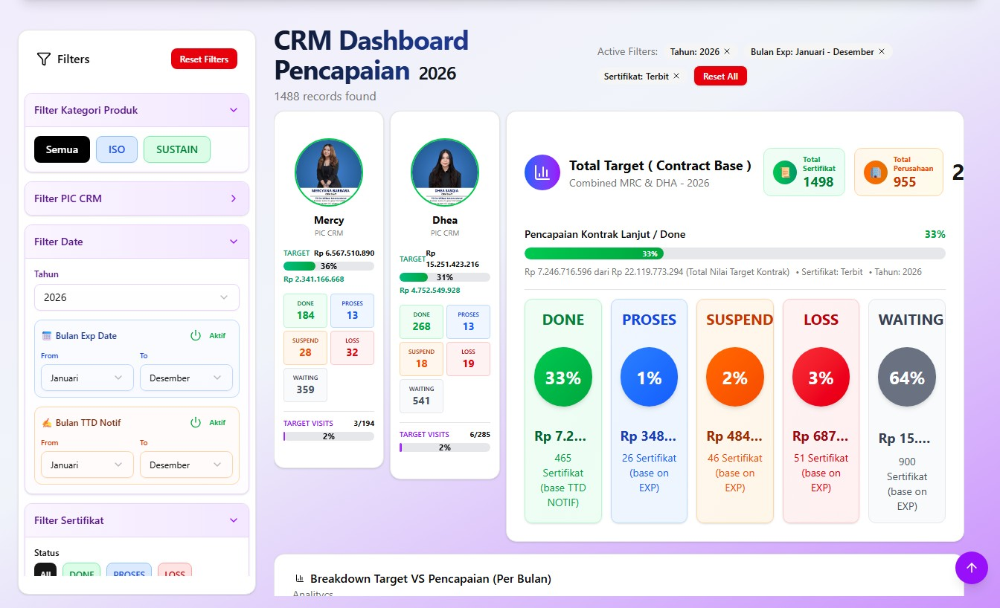 Filters
Reset Filters
Filter Kategori Produk
Semua
ISO
SUSTAIN
Filter PIC CRM
Filter Date
Tahun
2026
Bulan Exp Date
Aktif
From
To
Januari
Desember
Bulan TTD Notif
Aktif
From
To
Januari
Desember
Filter Sertifikat
Status
All
DONE
PROSES
LOSS
CRM Dashboard
Pencapaian 2026
1488 records found
Active Filters:
Tahun: 2026 ×
Bulan Exp: Januari - Desember ×
Sertifikat: Terbit ×
Reset All
MERCYANA BARBARA
CRM Staff
Mercy
PIC CRM
TARGET Rp 6.567.510.890
36%
Rp 2.341.166.668
DONE
184
PROSES
13
SUSPEND
28
LOSS
32
WAITING
359
TARGET VISITS 3/194
2%
DHEA SASQIA
CRM Staff
Dhea
PIC CRM
TARGET Rp
15.251.423.216
31%
Rp 4.752.549.928
DONE
268
PROSES
13
SUSPEND
18
LOSS
19
WAITING
541
TARGET VISITS 6/285
2%
Total Target ( Contract Base )
Combined MRC & DHA - 2026
Total
Sertifikat
1498
Total
Perusahaan
955
2
Pencapaian Kontrak Lanjut / Done 33%
33%
Rp 7.246.716.596 dari Rp 22.119.773.294 (Total Nilai Target Kontrak) • Sertifikat: Terbit • Tahun: 2026
DONE
33%
Rp 7.2...
465
Sertifikat
(base TTD
NOTIF)
PROSES
1%
Rp 348...
26 Sertifikat
(base on
EXP)
SUSPEND
2%
Rp 484...
46 Sertifikat
(base on
EXP)
LOSS
3%
Rp 687...
51 Sertifikat
(base on
EXP)
WAITING
64%
Rp 15....
900
Sertifikat
(base on
EXP)
Breakdown Target VS Pencapaian (Per Bulan)
Analitycs